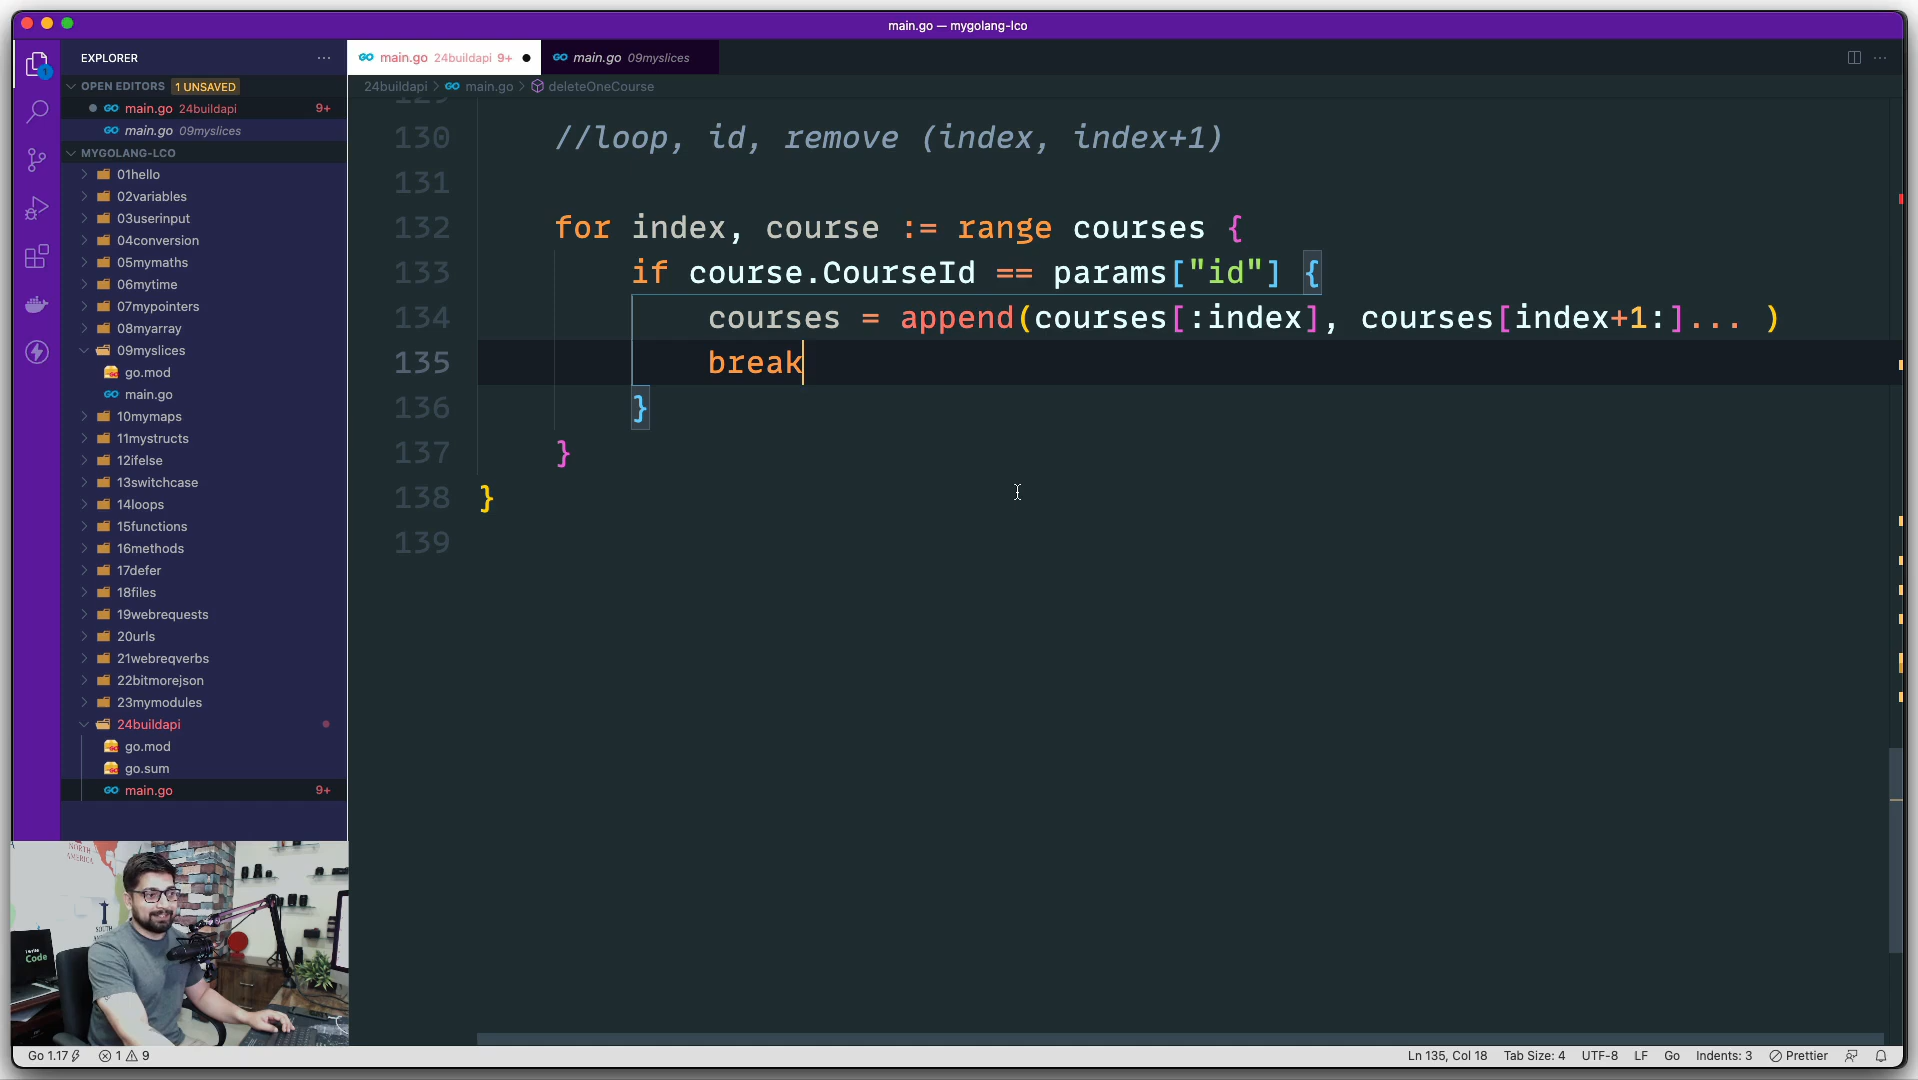 main.go — mygolang-lco
EXPLORER
OPEN EDITORS 1 UNSAVED
main.go 24buildapi 9+
main.go 09myslices
MYGOLANG-LCO
01hello
02variables
03userinput
04conversion
05mymaths
06mytime
07mypointers
08myarray
09myslices
go.mod
main.go
10mymaps
11mystructs
12ifelse
13switchcase
14loops
15functions
16methods
17defer
18files
19webrequests
20urls
21webreqverbs
22bitmorejson
23mymodules
24buildapi
go.mod
go.sum
main.go 9+
1
main.go 24buildapi 9+
main.go 09myslices
24buildapi > main.go > deleteOneCourse
129
130 //loop, id, remove (index, index+1)
131
132 for index, course := range courses {
133 if course.CourseId == params["id"] {
134 courses = append(courses[:index], courses[index+1:]... )
135 break
136 }
137 }
138 }
139
NORTH AMERICA
SOUTH
Code
Go 1.17 1 9
Ln 135, Col 18 Tab Size: 4 UTF-8 LF Go Indents: 3 Prettier